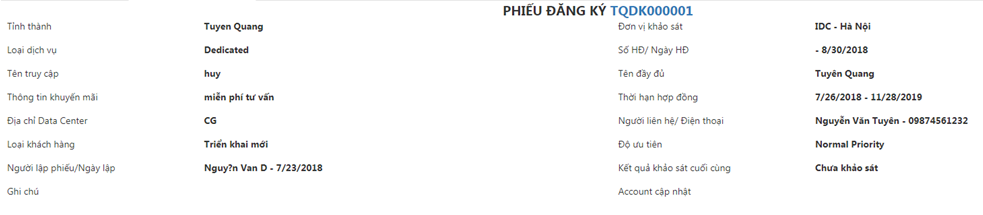 PHIẾU ĐĂNG KÝ TQDK000001
Tỉnh thành Tuyen Quang Đơn vị khảo sát IDC - Hà Nội
Loại dịch vụ Dedicated Số HĐ/ Ngày HĐ - 8/30/2018
Tên truy cập huy Tên đầy đủ Tuyên Quang
Thông tin khuyến mãi miễn phí tư vấn Thời hạn hợp đồng 7/26/2018 - 11/28/2019
Địa chỉ Data Center CG Người liên hệ/ Điện thoại Nguyễn Văn Tuyên - 09874561232
Loại khách hàng Triển khai mới Độ ưu tiên Normal Priority
Người lập phiếu/Ngày lập Nguy?n Van D - 7/23/2018 Kết quả khảo sát cuối cùng Chưa khảo sát
Ghi chú Account cập nhật